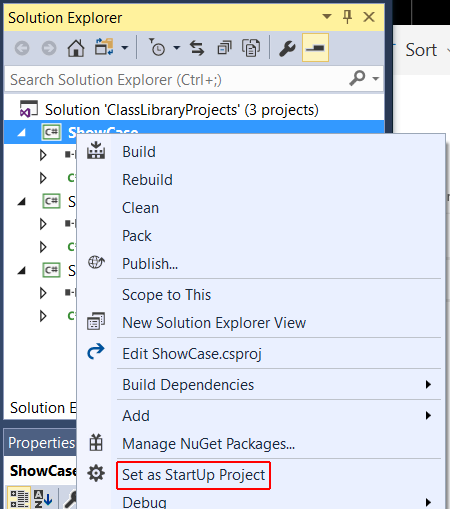 Solution Explorer
Sort
Search Solution Explorer (Ctrl+;)
Solution 'ClassLibraryProjects' (3 projects)
C# ShowCase
Build
Rebuild
C#
Clean
C# S
Pack
Publish...
C#
C# S
Scope to This
New Solution Explorer View
C#
Edit ShowCase.csproj
Build Dependencies
Solution E
Add
Properties
Manage NuGet Packages...
ShowCase
Set as StartUp Project
Debug